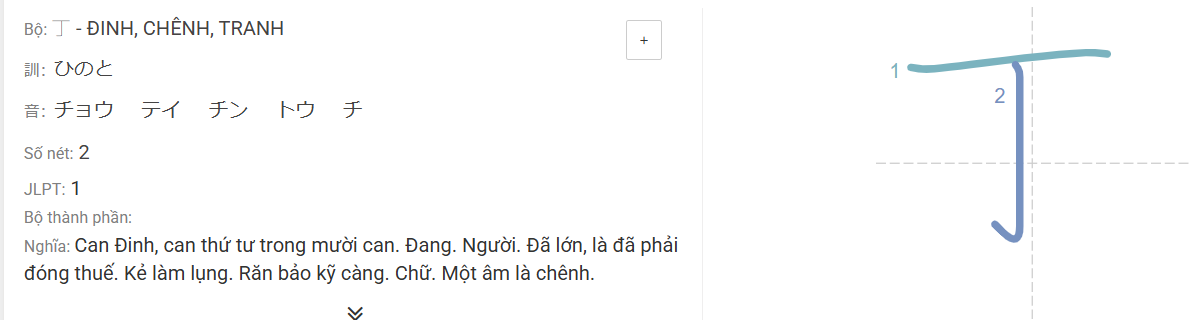 Bộ: 丁 - ĐINH, CHÊNH, TRANH
+
訓: ひのと
音: チョウ テイ チン トウ チ
Số nét: 2
JLPT: 1
Bộ thành phần:
Nghĩa: Can Đinh, can thứ tư trong mười can. Đang. Người. Đã lớn, là đã phải
đóng thuế. Kẻ làm lụng. Răn bảo kỹ càng. Chữ. Một âm là chênh.
1
2
丁